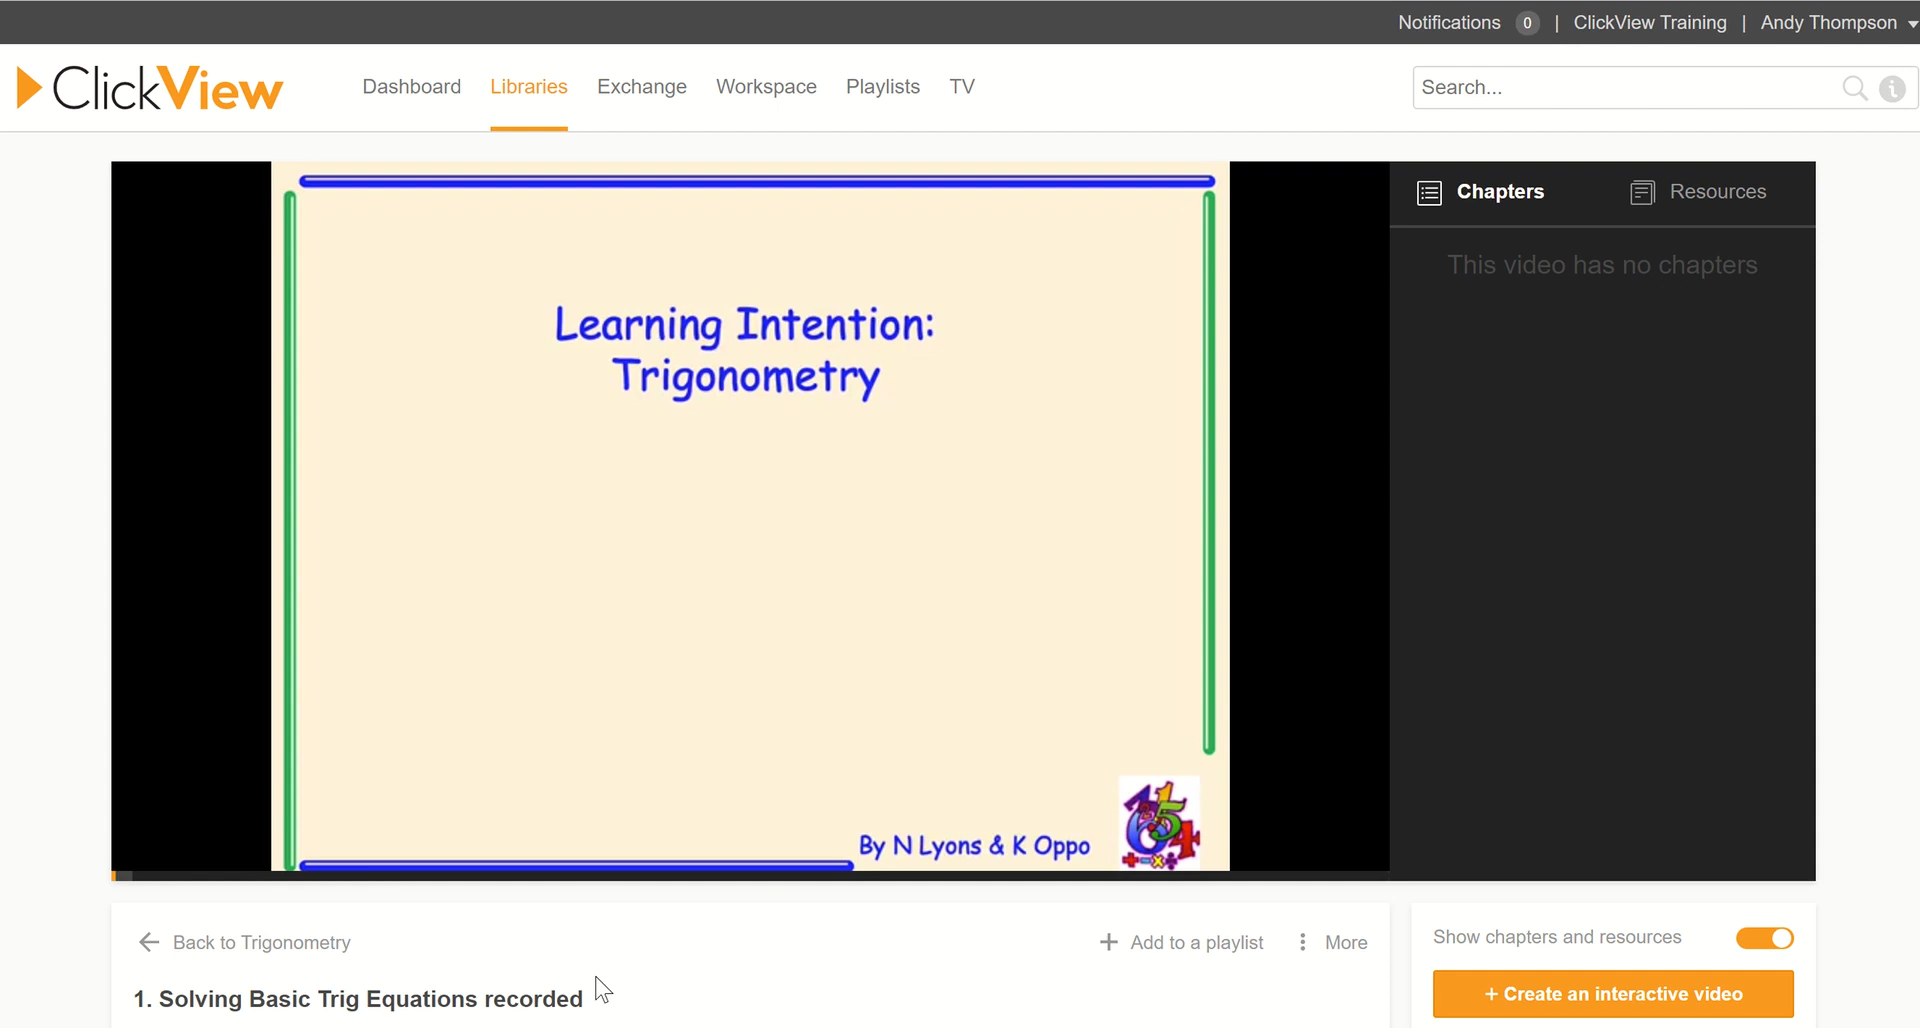 Notifications 0 | ClickView Training | Andy Thompson
ClickView
Dashboard Libraries Exchange Workspace Playlists TV
Search...
Chapters Resources
This video has no chapters
Learning Intention:
Trigonometry
By N Lyons & K Oppo
Back to Trigonometry
+ Add to a playlist
More
Show chapters and resources
1. Solving Basic Trig Equations recorded
+ Create an interactive video